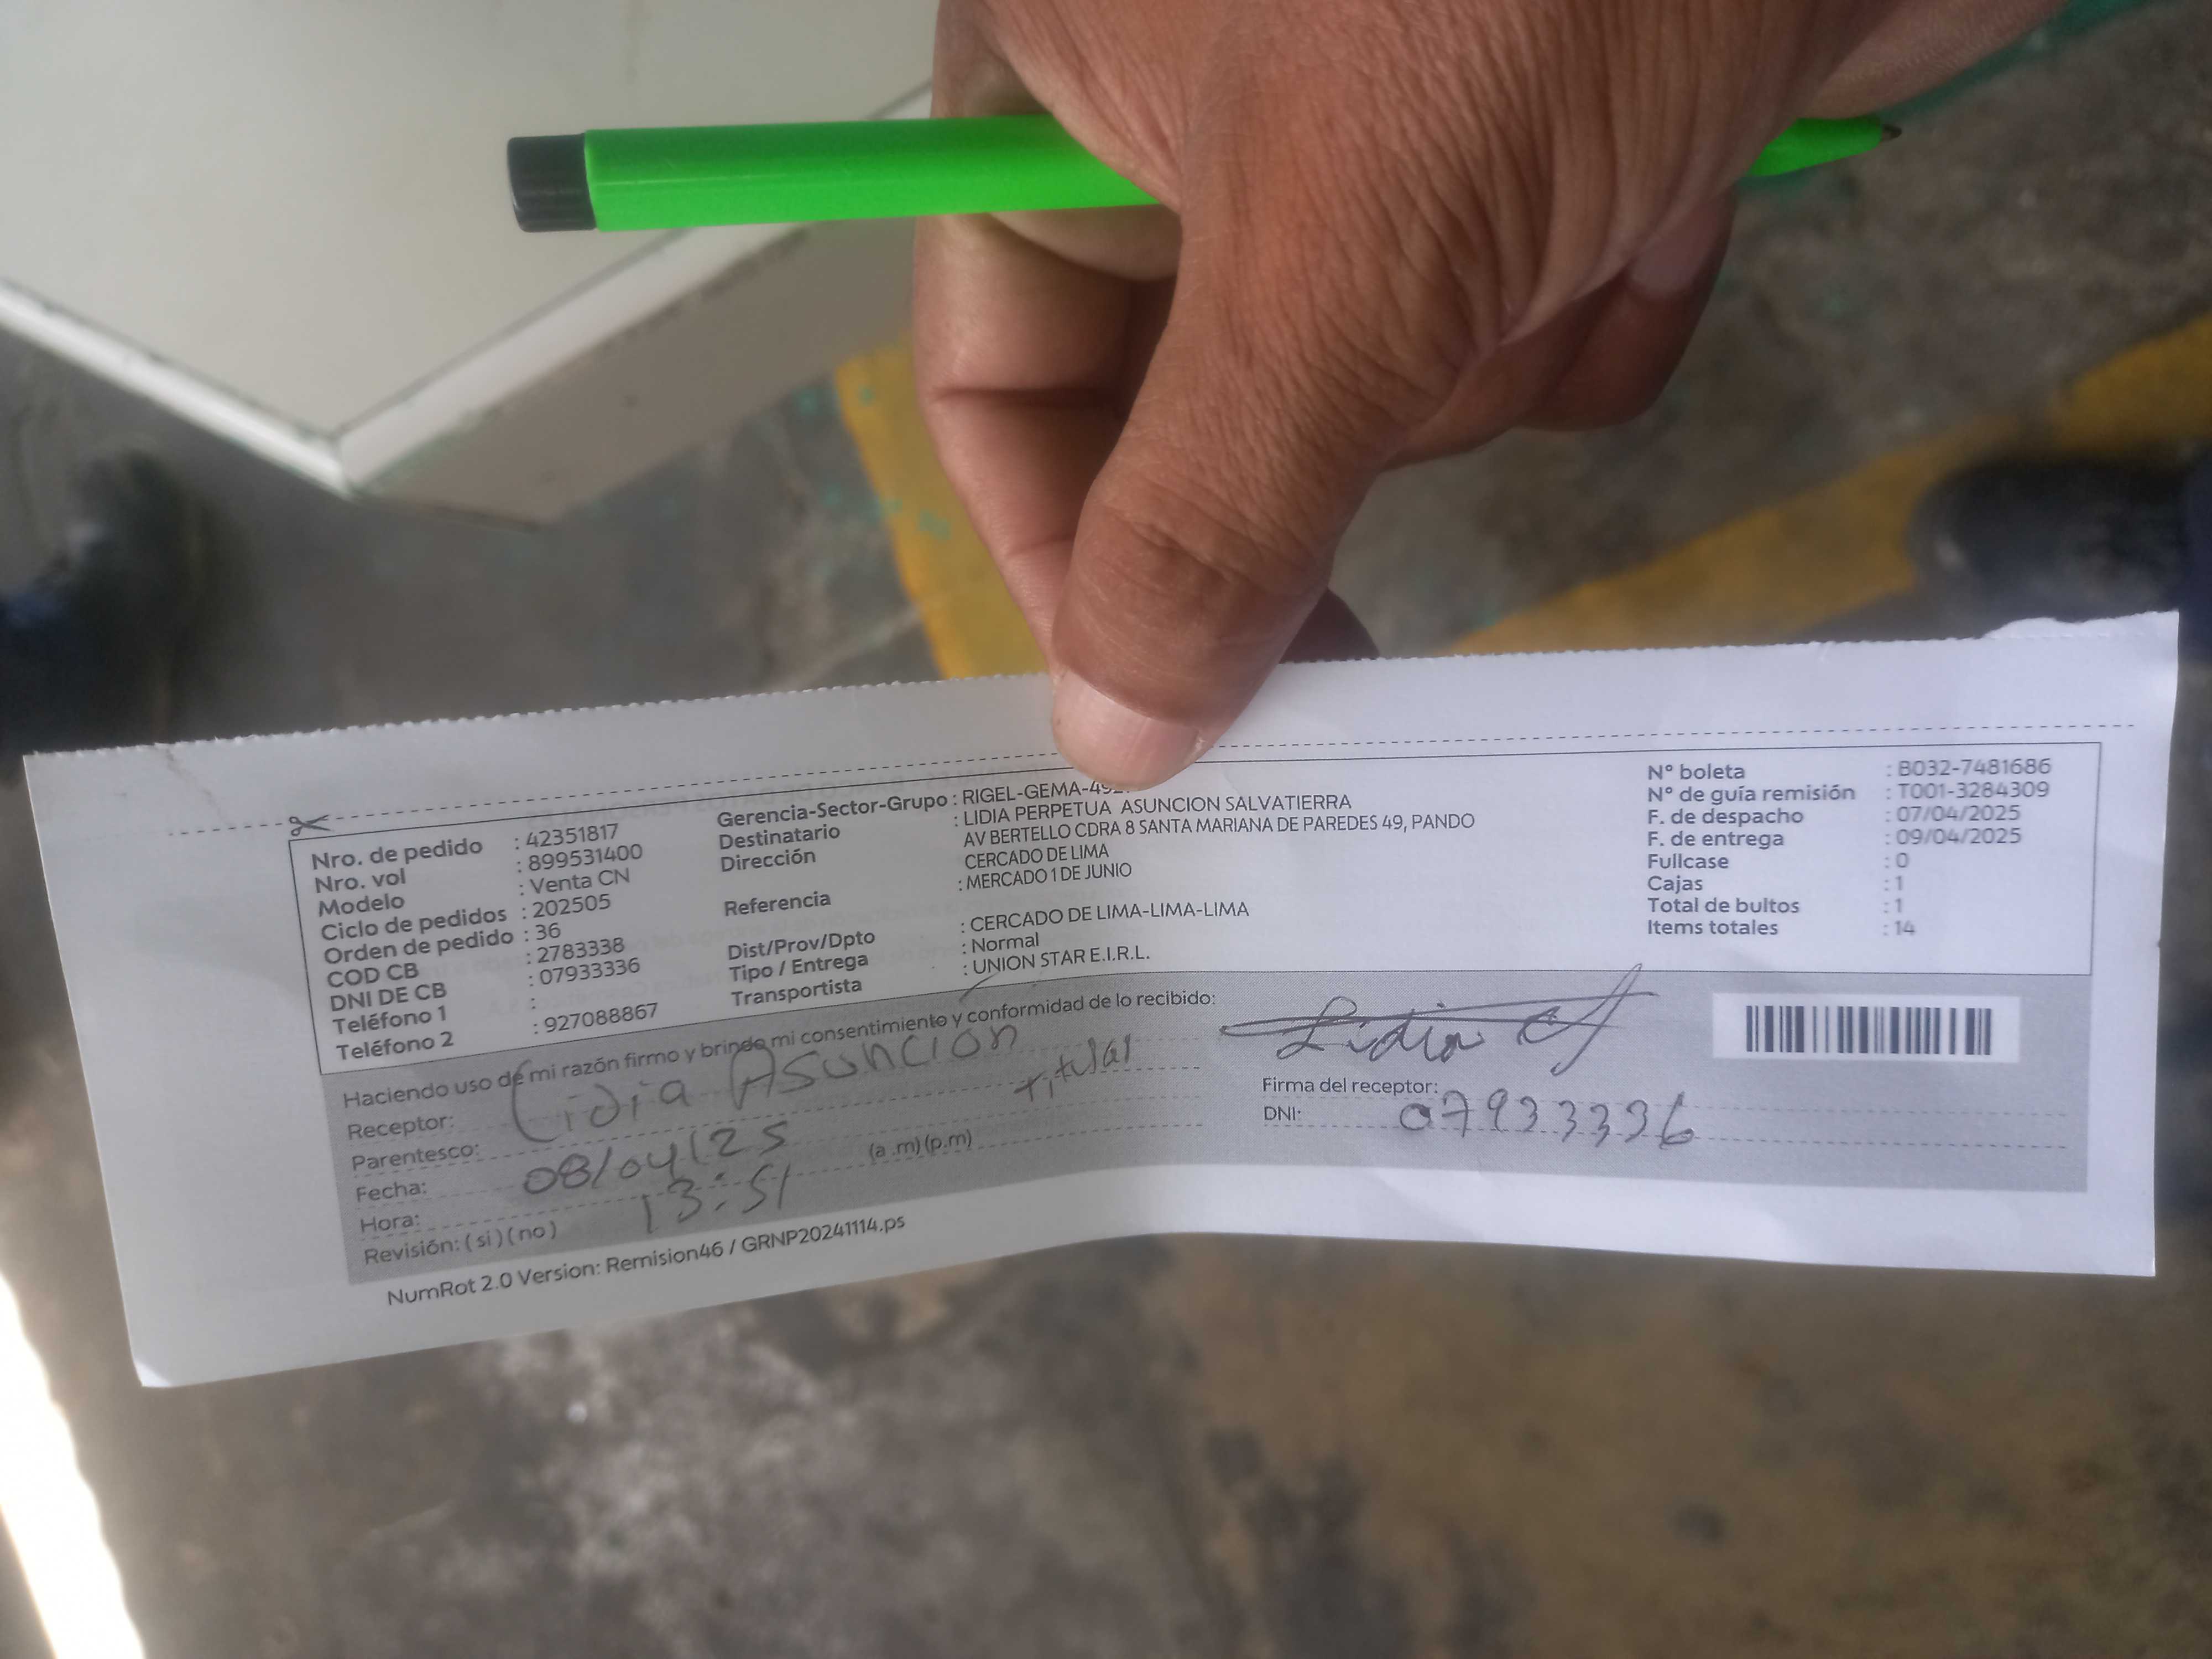 Nro. de pedido : 42351817
Nro. vol : 899531400
Modelo : Venta CN
Ciclo de pedidos : 202505
Orden de pedido : 36
COD CB : 2783338
DNI DE CB : 07933336
Teléfono 1 :
Teléfono 2 : 927088867
Gerencia-Sector-Grupo : RIGEL-GEMA-49
Destinatario : LIDIA PERPETUA ASUNCION SALVATIERRA
Dirección AV BERTELLO CDRA 8 SANTA MARIANA DE PAREDES 49, PANDO
CERCADO DE LIMA
Referencia : MERCADO 1 DE JUNIO
Dist/Prov/Dpto : CERCADO DE LIMA-LIMA-LIMA
Tipo / Entrega : Normal
Transportista : UNION STAR E.I.R.L.
N° boleta : B032-7481686
N° de guía remisión : T001-3284309
F. de despacho : 07/04/2025
F. de entrega : 09/04/2025
Fullcase : 0
Cajas : 1
Total de bultos : 1
Items totales : 14
Haciendo uso de mi razón firmo y brindo mi consentimiento y conformidad de lo recibido:
Receptor: Lidia Asuncion
Parentesco: Titular
Fecha: 08/04/25
Hora: 13:51 (a .m) (p.m)
Revisión: ( si ) ( no )
Lidia
Firma del receptor:
DNI: 07933336
NumRot 2.0 Version: Remision46 / GRNP20241114.ps